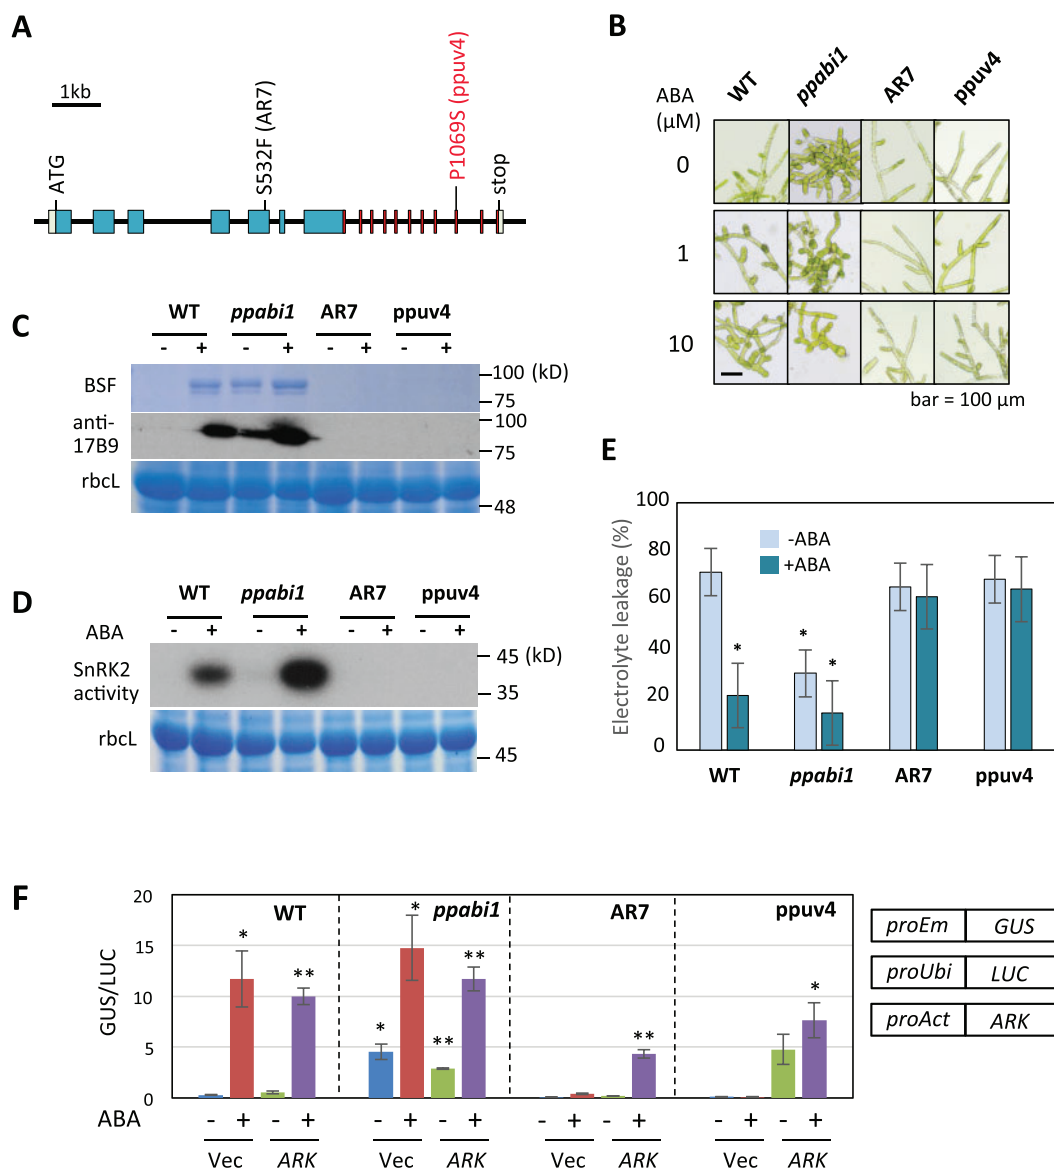 A
1kb
ATG
S532F (AR7)
P1069S (ppuv4)
stop
B
ABA
(µM)
WT
ppabi1
AR7
ppuv4
0
1
10
bar = 100 µm
C
WT ppabi1 AR7 ppuv4
- + - + - + - +
BSF
100 (kD)
75
anti-
17B9
100
75
rbcL
48
D
WT ppabi1 AR7 ppuv4
ABA - + - + - + - +
SnRK2
activity
45 (kD)
35
rbcL
45
E
Electrolyte leakage (%)
100
80
60
40
20
0
-ABA
+ABA
*
* *
WT ppabi1 AR7 ppuv4
F
GUS/LUC
20
15
10
5
0
WT ppabi1 AR7 ppuv4
* ** * * ** ** ** *
ABA - + - + - + - + - + - + - + - +
Vec ARK Vec ARK Vec ARK Vec ARK
proEm GUS
proUbi LUC
proAct ARK